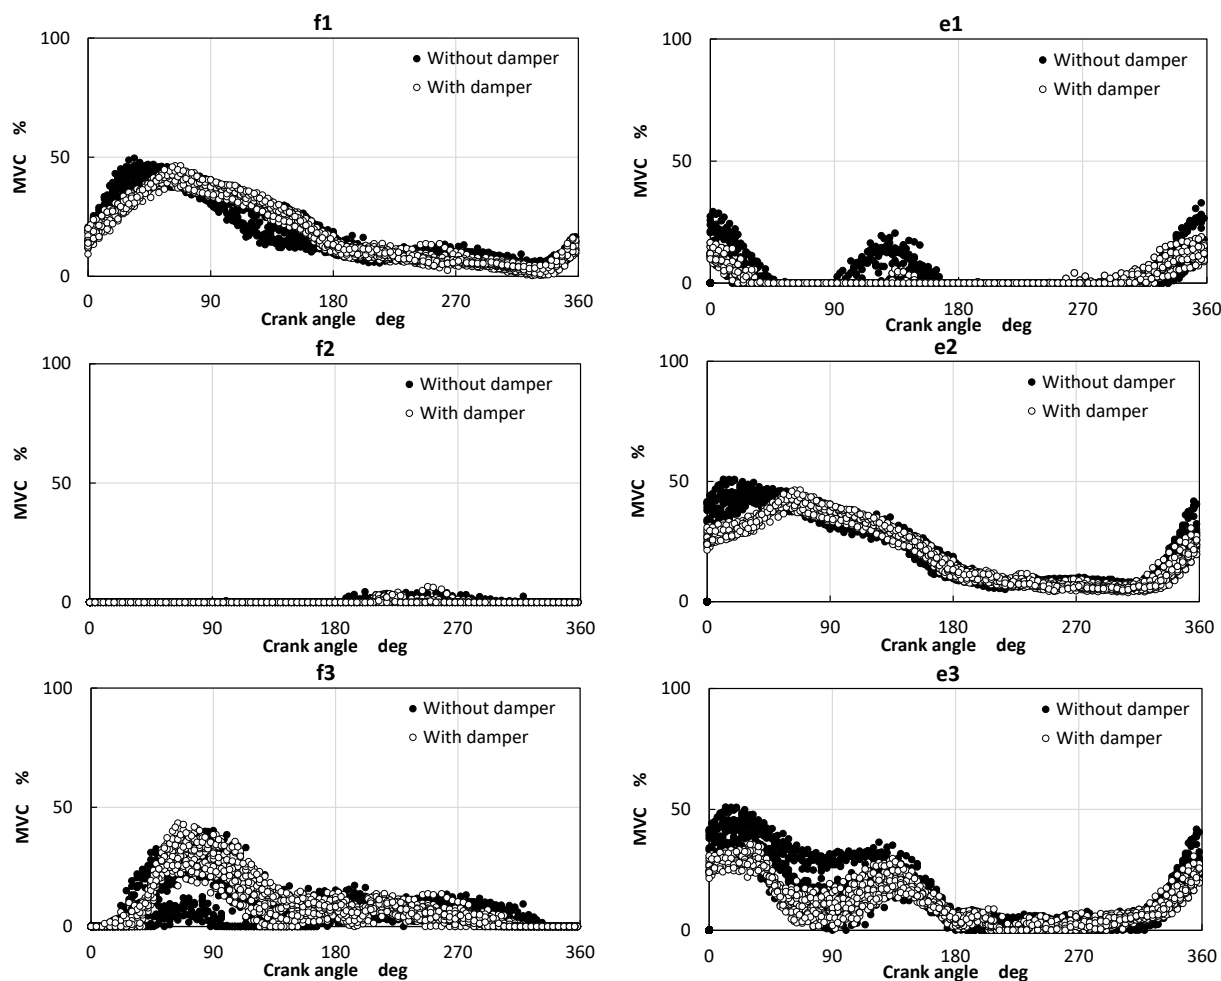 f1
100
50
0
MVC %
Without damper
With damper
0 90 180 270 360
Crank angle deg
e1
100
50
0
MVC %
Without damper
With damper
0 90 180 270 360
Crank angle deg
f2
100
50
0
MVC %
Without damper
With damper
0 90 180 270 360
Crank angle deg
e2
100
50
0
MVC %
Without damper
With damper
0 90 180 270 360
Crank angle deg
f3
100
50
0
MVC %
Without damper
With damper
0 90 180 270 360
Crank angle deg
e3
100
50
0
MVC %
Without damper
With damper
0 90 180 270 360
Crank angle deg